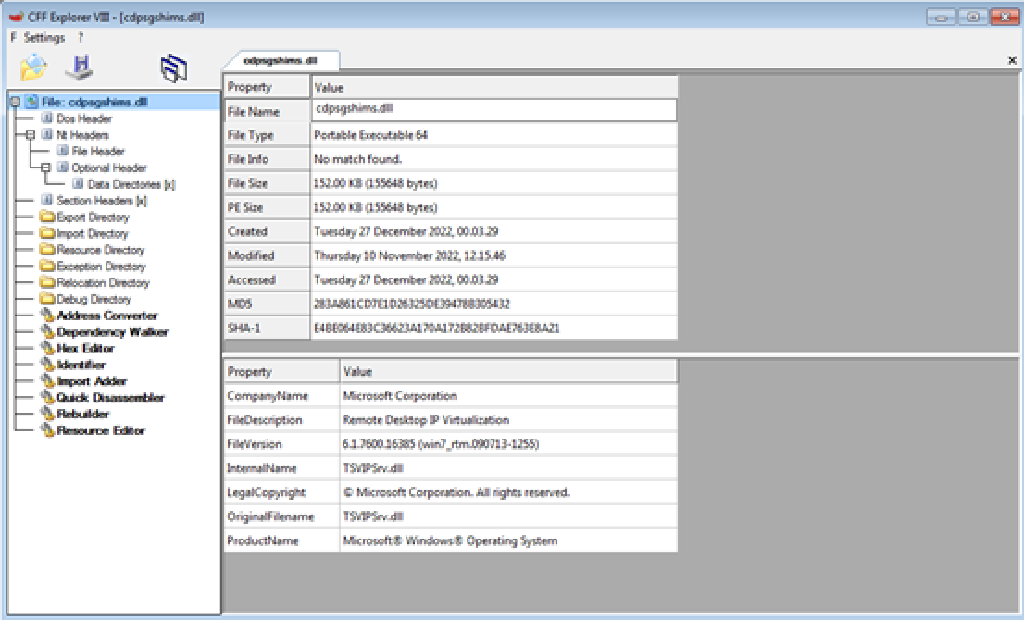 CFF Explorer VIII - [cdpsgshims.dll]
F Settings ?
cdpsgshims.dll
File: cdpsgshims.dll
Dos Header
Nt Headers
File Header
Optional Header
Data Directories [x]
Section Headers [x]
Export Directory
Import Directory
Resource Directory
Exception Directory
Relocation Directory
Debug Directory
Address Converter
Dependency Walker
Hex Editor
Identifier
Import Adder
Quick Disassembler
Rebuilder
Resource Editor
Property Value
File Name cdpsgshims.dll
File Type Portable Executable 64
File Info No match found.
File Size 152.00 KB (155648 bytes)
PE Size 152.00 KB (155648 bytes)
Created Tuesday 27 December 2022, 00.03.29
Modified Thursday 10 November 2022, 12.15.46
Accessed Tuesday 27 December 2022, 00.03.29
MD5
SHA-1
Property Value
CompanyName Microsoft Corporation
FileDescription Remote Desktop IP Virtualization
FileVersion 6.1.7600.16385 (win7_rtm.090713-1255)
InternalName TSVIPSrv.dll
LegalCopyright © Microsoft Corporation. All rights reserved.
OriginalFilename TSVIPSrv.dll
ProductName Microsoft® Windows® Operating System